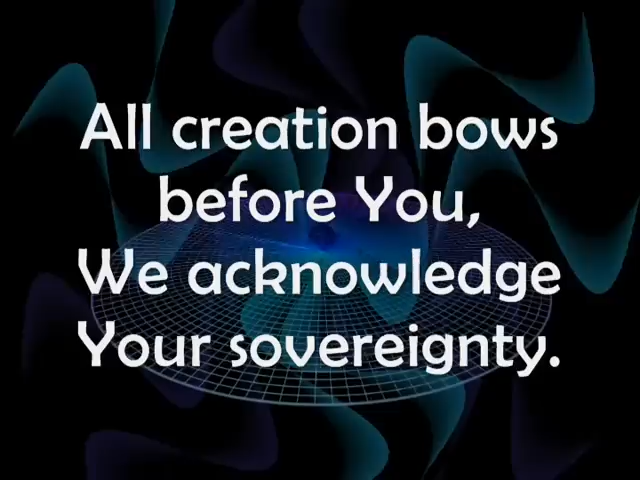 All creation bows
before You,
We acknowledge
Your sovereignty.